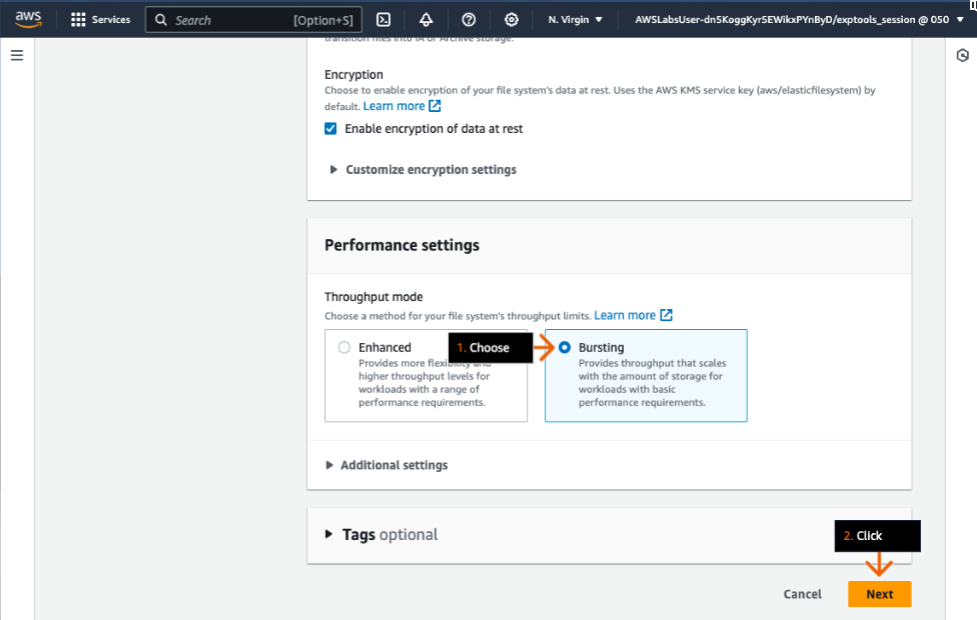 aws
Services
Search
[Option+S]
N. Virgin
AWSLabsUser-dn5KoggKyr5EWikxPYnByD/exptools_session @ 050
transition files into IA or Archive storage.
Encryption
Choose to enable encryption of your file system's data at rest. Uses the AWS KMS service key (aws/elasticfilesystem) by
default. Learn more
Enable encryption of data at rest
Customize encryption settings
Performance settings
Throughput mode
Choose a method for your file system's throughput limits. Learn more
Enhanced
Provides more flexibility and
higher throughput levels for
workloads with a range of
performance requirements.
1. Choose
Bursting
Provides throughput that scales
with the amount of storage for
workloads with basic
performance requirements.
Additional settings
Tags optional
2. Click
Cancel
Next